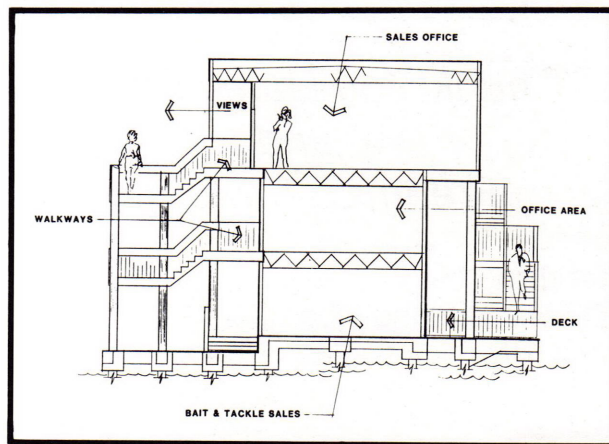 SALES OFFICE
VIEWS
WALKWAYS
OFFICE AREA
DECK
BAIT & TACKLE SALES